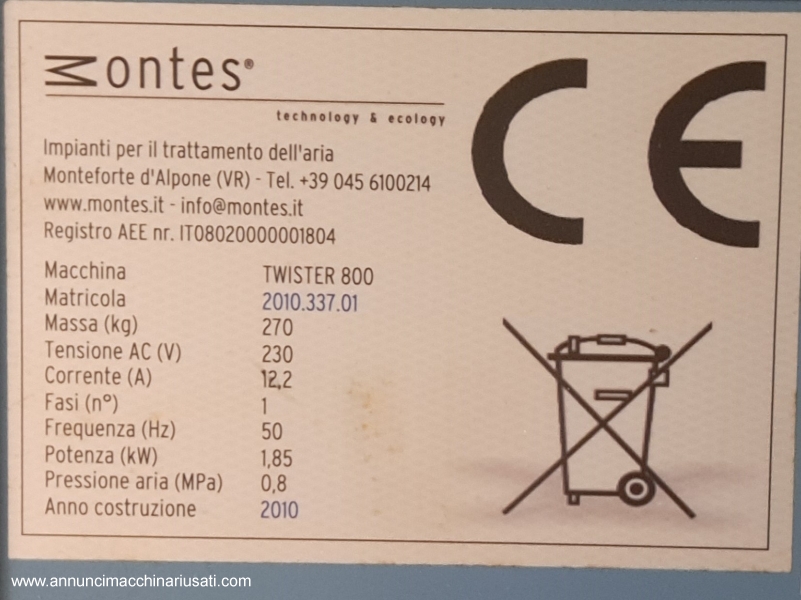 Montes®
technology & ecology
Impianti per il trattamento dell'aria
Monteforte d'Alpone (VR) - Tel. +39 045 6100214
www.montes.it - info@montes.it
Registro AEE nr. IT08020000001804
Macchina TWISTER 800
Matricola 2010.337.01
Massa (kg) 270
Tensione AC (V) 230
Corrente (A) 12,2
Fasi (n°) 1
Frequenza (Hz) 50
Potenza (kW) 1,85
Pressione aria (MPa) 0,8
Anno costruzione 2010
CE
www.annuncimacchinariusati.com